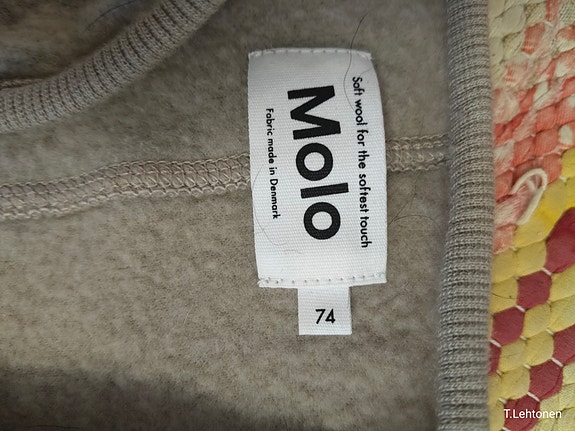 Soft wool for the softest touch
Molo
Fabric made in Denmark
74
T.Lehtonen